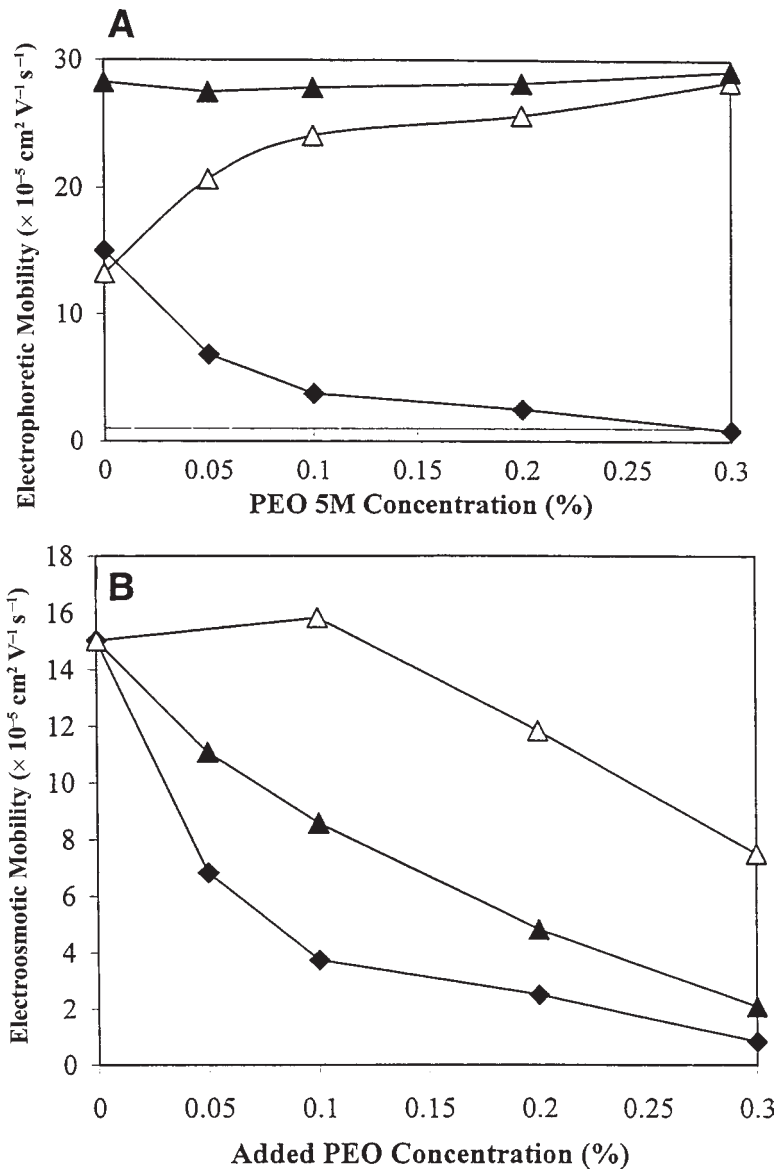 A
Electrophoretic Mobility (× 10⁻⁵ cm² V⁻¹ s⁻¹)
30
20
10
0
0 0.05 0.1 0.15 0.2 0.25 0.3
PEO 5M Concentration (%)
B
Electroosmotic Mobility (× 10⁻⁵ cm² V⁻¹ s⁻¹)
18
16
14
12
10
8
6
4
2
0
0 0.05 0.1 0.15 0.2 0.25 0.3
Added PEO Concentration (%)